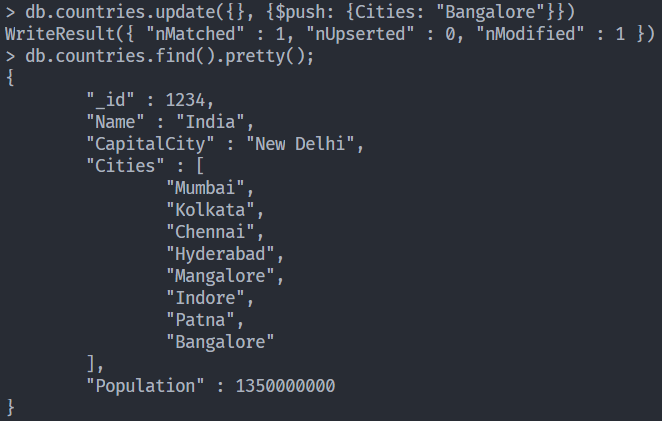 > db.countries.update({}, {$push: {Cities: "Bangalore"}})
WriteResult({ "nMatched" : 1, "nUpserted" : 0, "nModified" : 1 })
> db.countries.find().pretty();
{
        "_id" : 1234,
        "Name" : "India",
        "CapitalCity" : "New Delhi",
        "Cities" : [
                "Mumbai",
                "Kolkata",
                "Chennai",
                "Hyderabad",
                "Mangalore",
                "Indore",
                "Patna",
                "Bangalore"
        ],
        "Population" : 1350000000
}